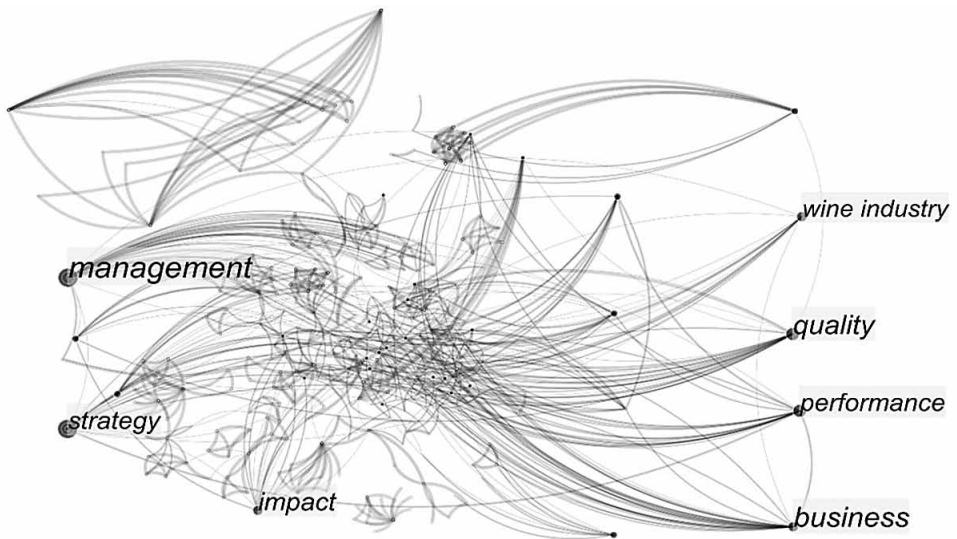 wine industry
management
quality
performance
strategy
impact
business